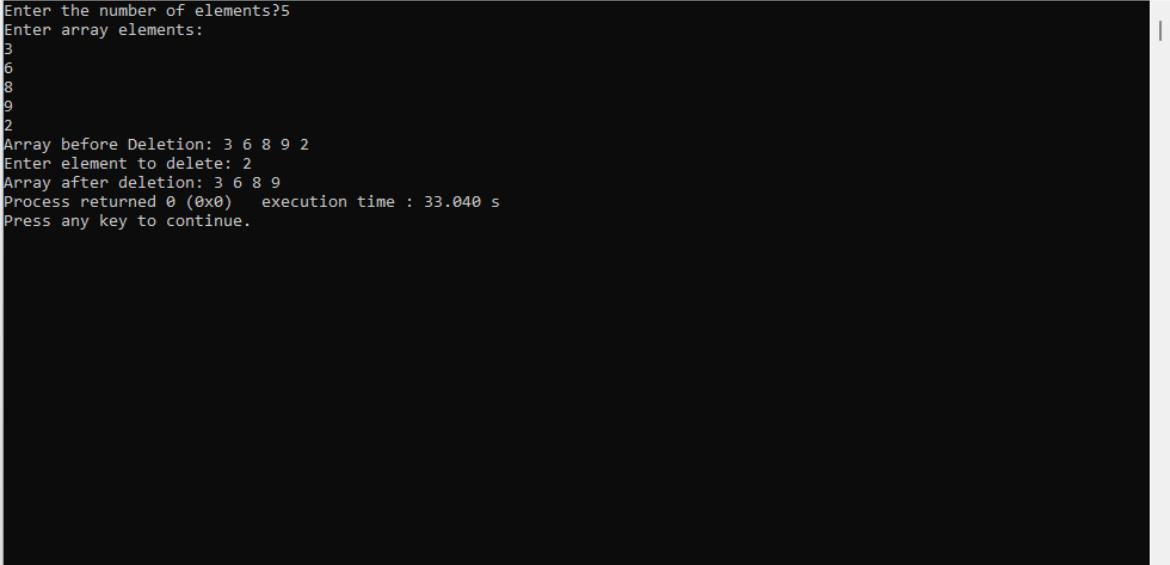 Enter the number of elements?5
Enter array elements:
3
6
8
9
2
Array before Deletion: 3 6 8 9 2
Enter element to delete: 2
Array after deletion: 3 6 8 9
Process returned 0 (0x0)   execution time : 33.040 s
Press any key to continue.